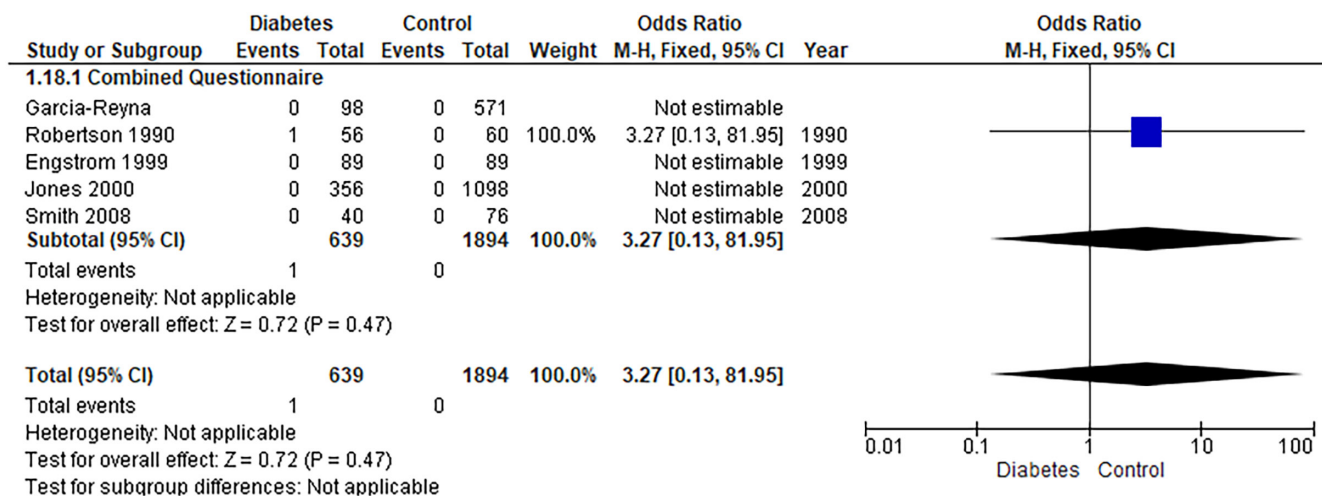 Diabetes Control Odds Ratio Odds Ratio
Study or Subgroup Events Total Events Total Weight M-H, Fixed, 95% CI Year M-H, Fixed, 95% CI
1.18.1 Combined Questionnaire
Garcia-Reyna 0 98 0 571 Not estimable
Robertson 1990 1 56 0 60 100.0% 3.27 [0.13, 81.95] 1990
Engstrom 1999 0 89 0 89 Not estimable 1999
Jones 2000 0 356 0 1098 Not estimable 2000
Smith 2008 0 40 0 76 Not estimable 2008
Subtotal (95% CI) 639 1894 100.0% 3.27 [0.13, 81.95]
Total events 1 0
Heterogeneity: Not applicable
Test for overall effect: Z = 0.72 (P = 0.47)
Total (95% CI) 639 1894 100.0% 3.27 [0.13, 81.95]
Total events 1 0
Heterogeneity: Not applicable
Test for overall effect: Z = 0.72 (P = 0.47)
Test for subgroup differences: Not applicable
0.01 0.1 1 10 100
Diabetes Control